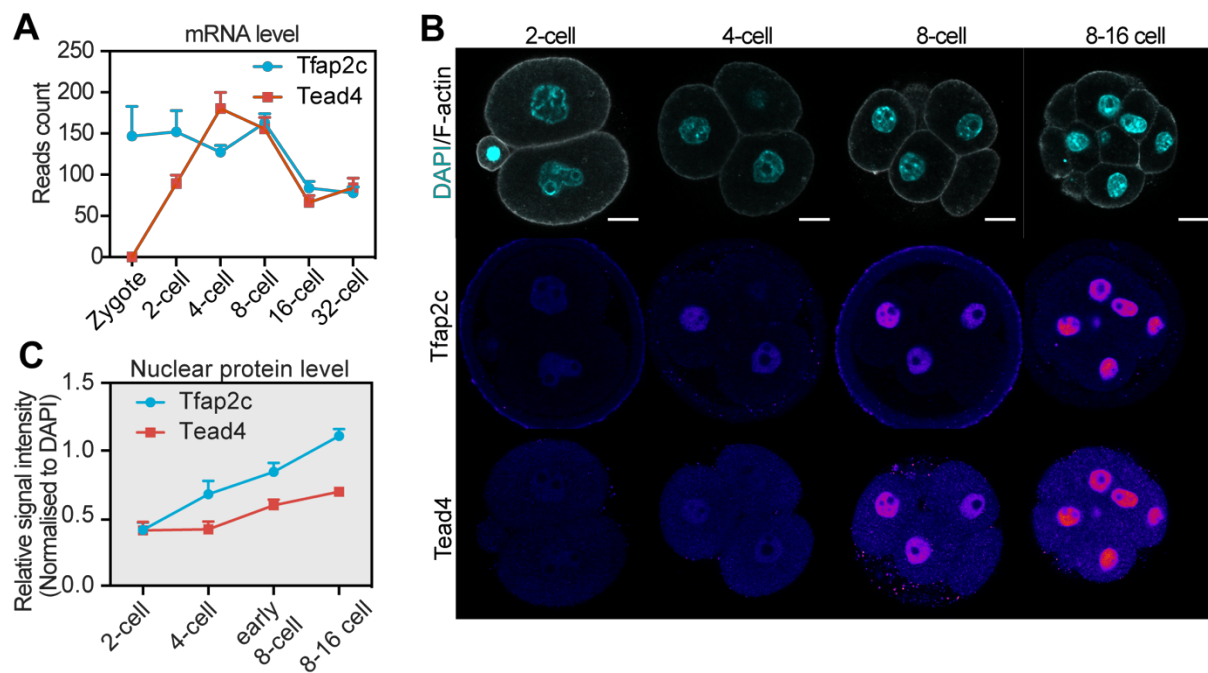 A
mRNA level
Tfap2c
Tead4
Reads count
250
200
150
100
50
0
Zygote
2-cell
4-cell
8-cell
16-cell
32-cell
B
2-cell
4-cell
8-cell
8-16 cell
DAPI/F-actin
Tfap2c
Tead4
C
Nuclear protein level
Tfap2c
Tead4
Relative signal intensity
(Normalised to DAPI)
1.5
1.0
0.5
0.0
2-cell
4-cell
early
8-cell
8-16 cell